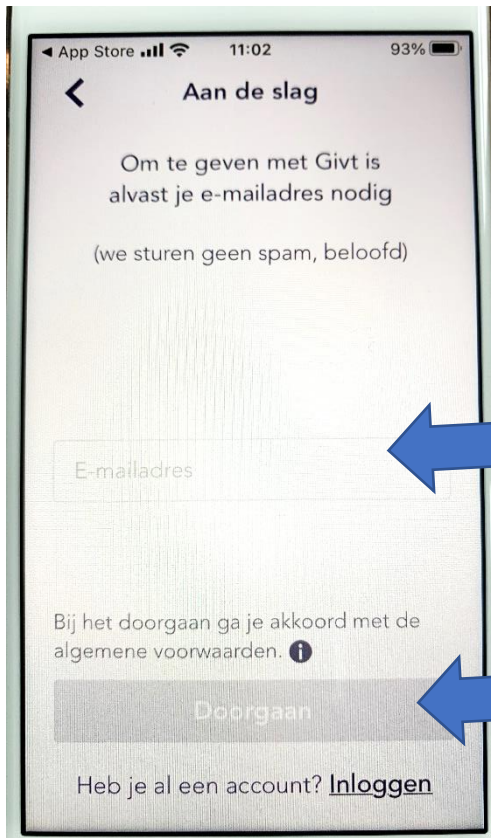 ◀ App Store 11:02 93%
Aan de slag
Om te geven met Givt is
alvast je e-mailadres nodig
(we sturen geen spam, beloofd)
E-mailadres
Bij het doorgaan ga je akkoord met de
algemene voorwaarden. i
Doorgaan
Heb je al een account? Inloggen